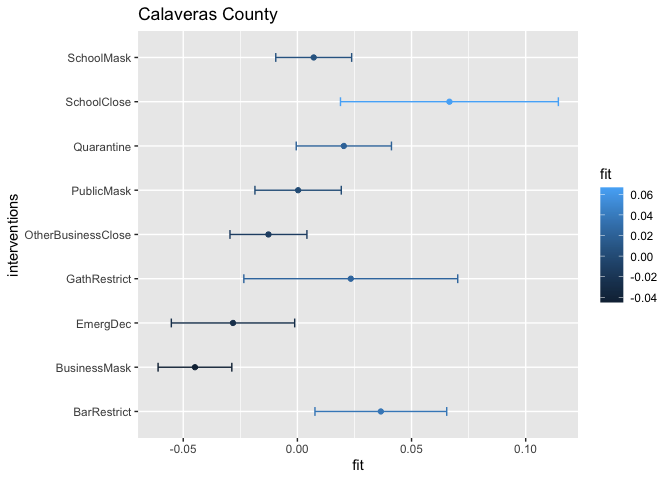 Calaveras County
interventions
SchoolMask
SchoolClose
Quarantine
PublicMask
OtherBusinessClose
GathRestrict
EmergDec
BusinessMask
BarRestrict
-0.05
0.00
0.05
0.10
fit
fit
0.06
0.04
0.02
0.00
-0.02
-0.04